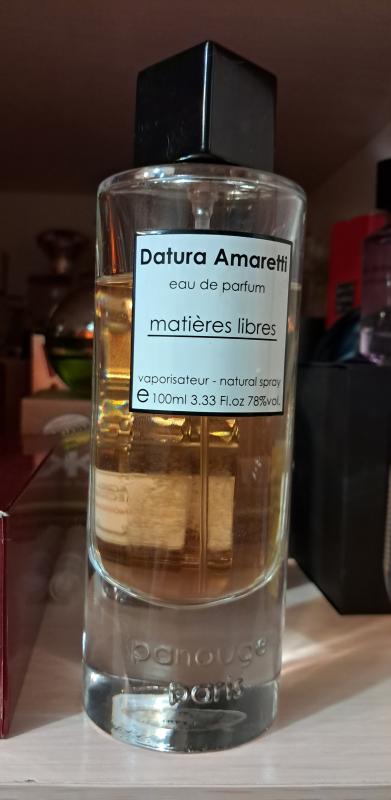 Datura Amaretti
eau de parfum
matières libres
vaporisateur - natural spray
e 100ml 3.33 Fl.oz 78%vol.
panouge
paris